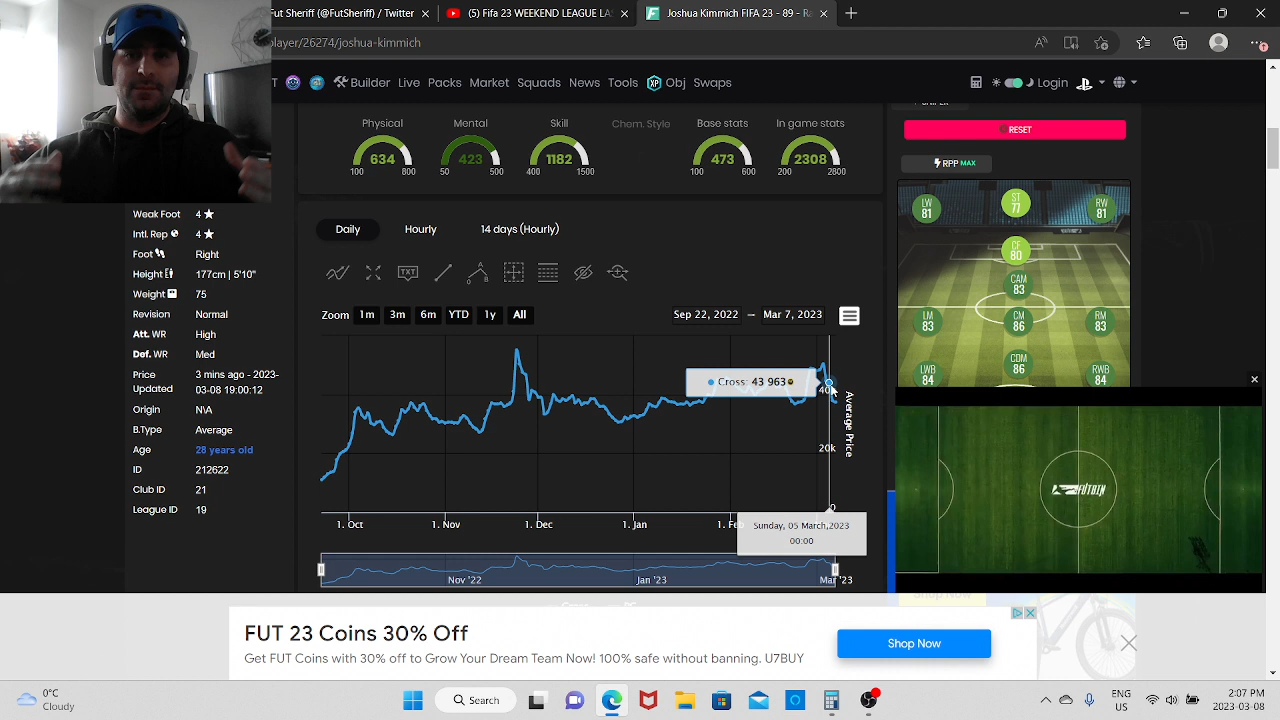 Fut Sheriff (@FutSheriff) / Twitter
(5) Fifa 23 WEEKEND LEAGUE LA
Joshua Kimmich FIFA 23 - 89 - Ra
player/26274/joshua-kimmich
Builder Live Packs Market Squads News Tools XP Obj Swaps Login
Physical Mental Skill Chem. Style Base stats In game stats
634 423 1182 473 2308
100 800 50 500 400 1500 100 600 200 2800
RESET
RPP MAX
Weak Foot 4
Intl. Rep 4
Foot Right
Height 177cm | 5'10"
Weight 75
Revision Normal
Att. WR High
Def. WR Med
Price Updated 3 mins ago - 2023-03-08 19:00:12
Origin N/A
B.Type Average
Age 28 years old
ID 212622
Club ID 21
League ID 19
Daily Hourly 14 days (Hourly)
TXT
Zoom 1m 3m 6m YTD 1y All
Sep 22, 2022 — Mar 7, 2023
Cross: 43 963
40
20k
0
Average Price
1. Oct 1. Nov 1. Dec 1. Jan 1. Feb
Sunday, 05 March,2023
00:00
Nov '22 Jan '23 Mar '23
LW 81
ST 77
RW 81
CF 80
CAM 83
LM 83
CM 86
RM 83
LWB 84
CDM 86
RWB 84
FUTBIN
Shop Now
FUT 23 Coins 30% Off
Get FUT Coins with 30% off to Grow Your Dream Team Now! 100% safe without banning. U7BUY
Shop Now
0°C
Cloudy
Search
ENG
US
2:07 PM
2023-03-08